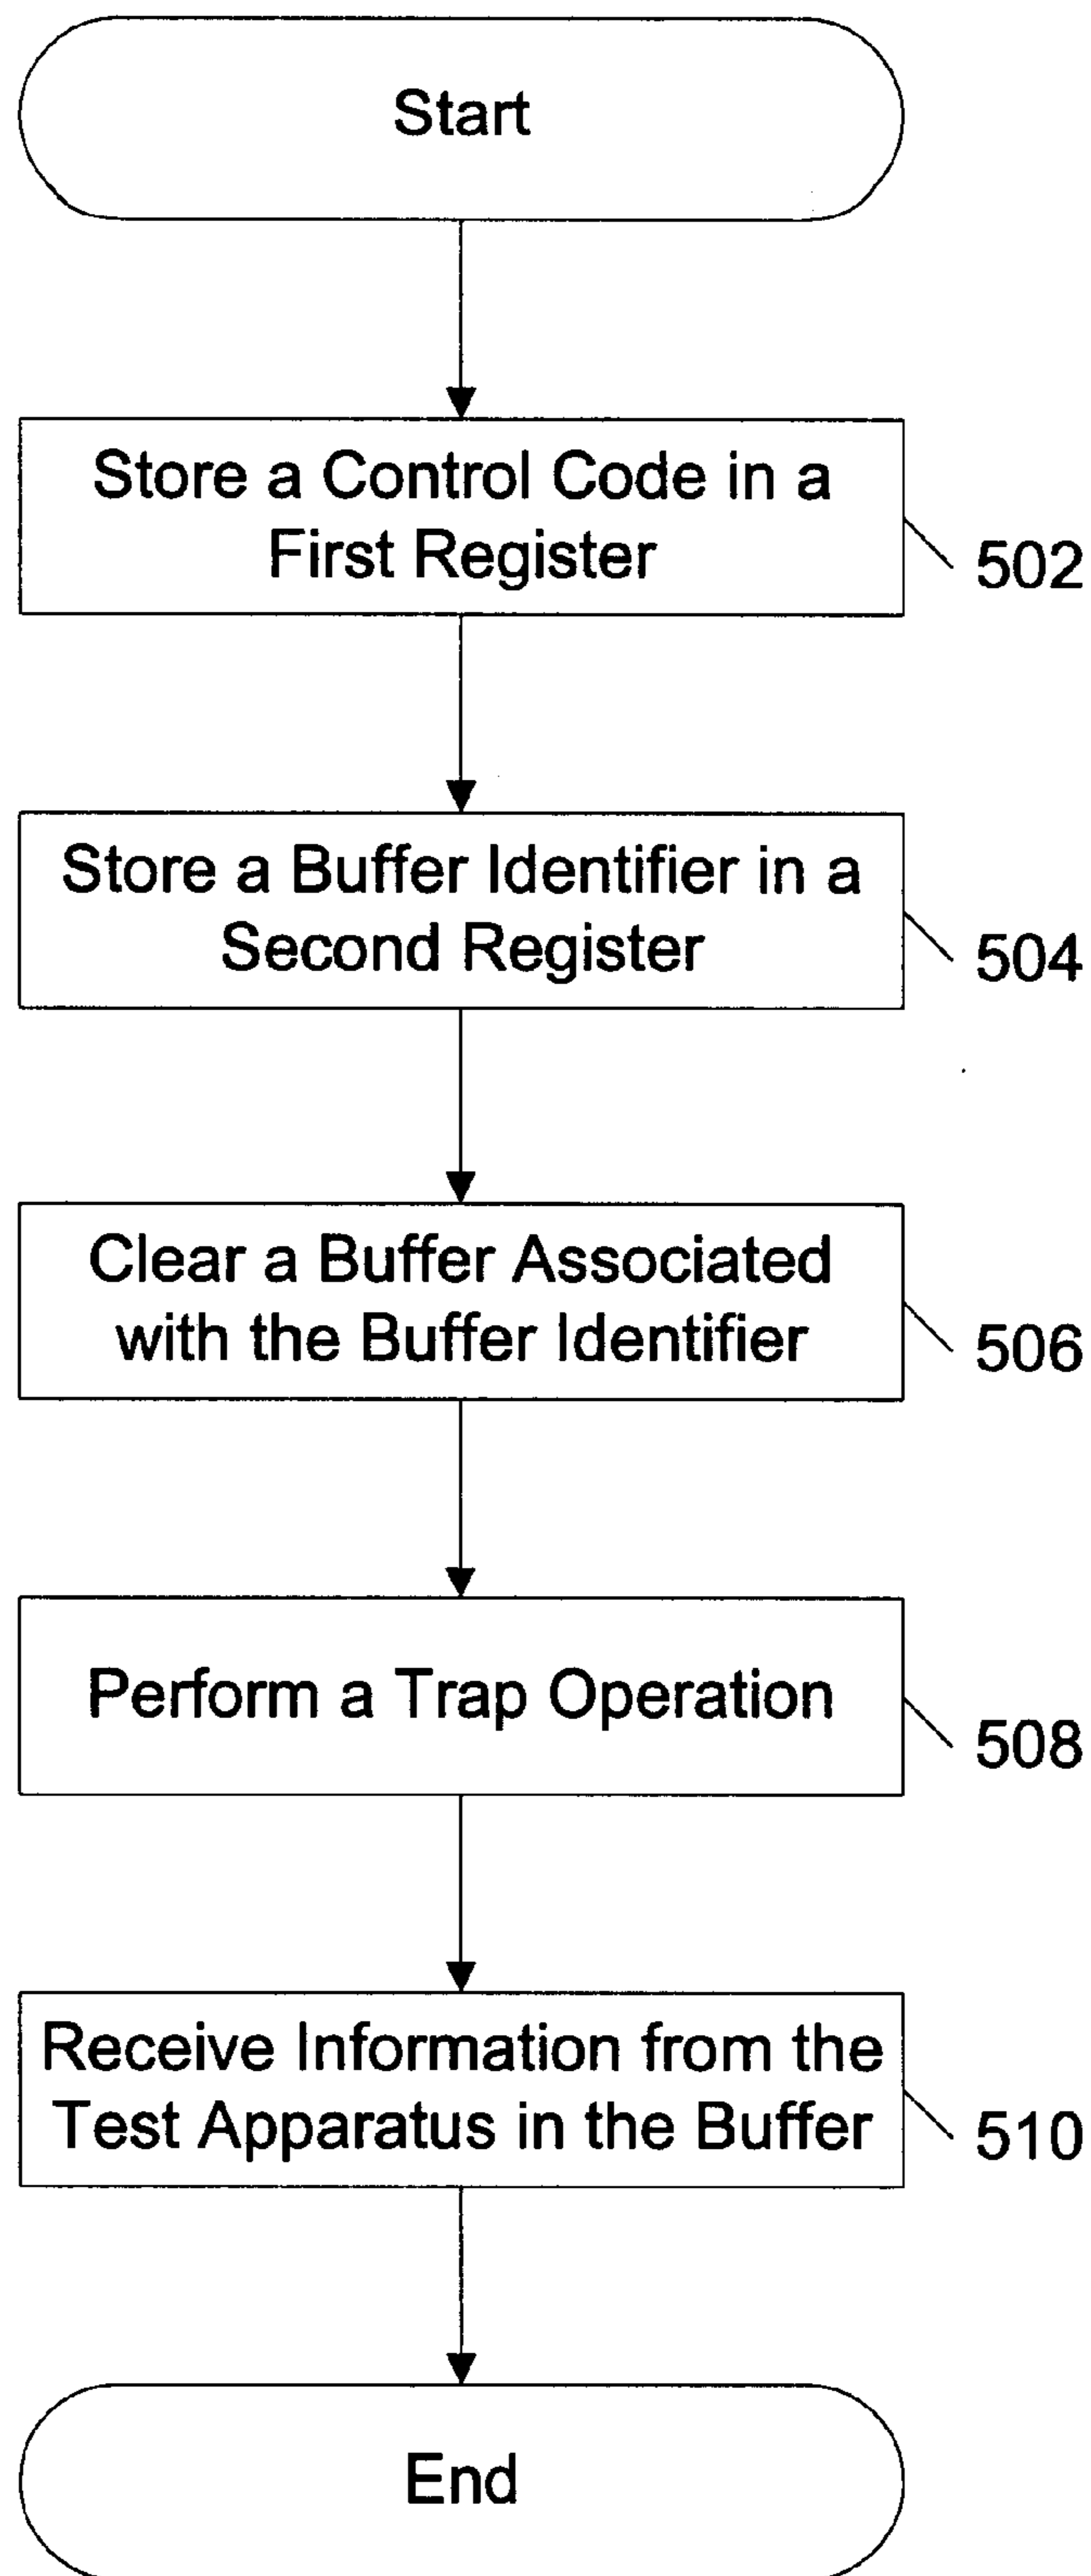 Start
Store a Control Code in a
First Register
502
Store a Buffer Identifier in a
Second Register
504
Clear a Buffer Associated
with the Buffer Identifier
506
Perform a Trap Operation
508
Receive Information from the
Test Apparatus in the Buffer
510
End